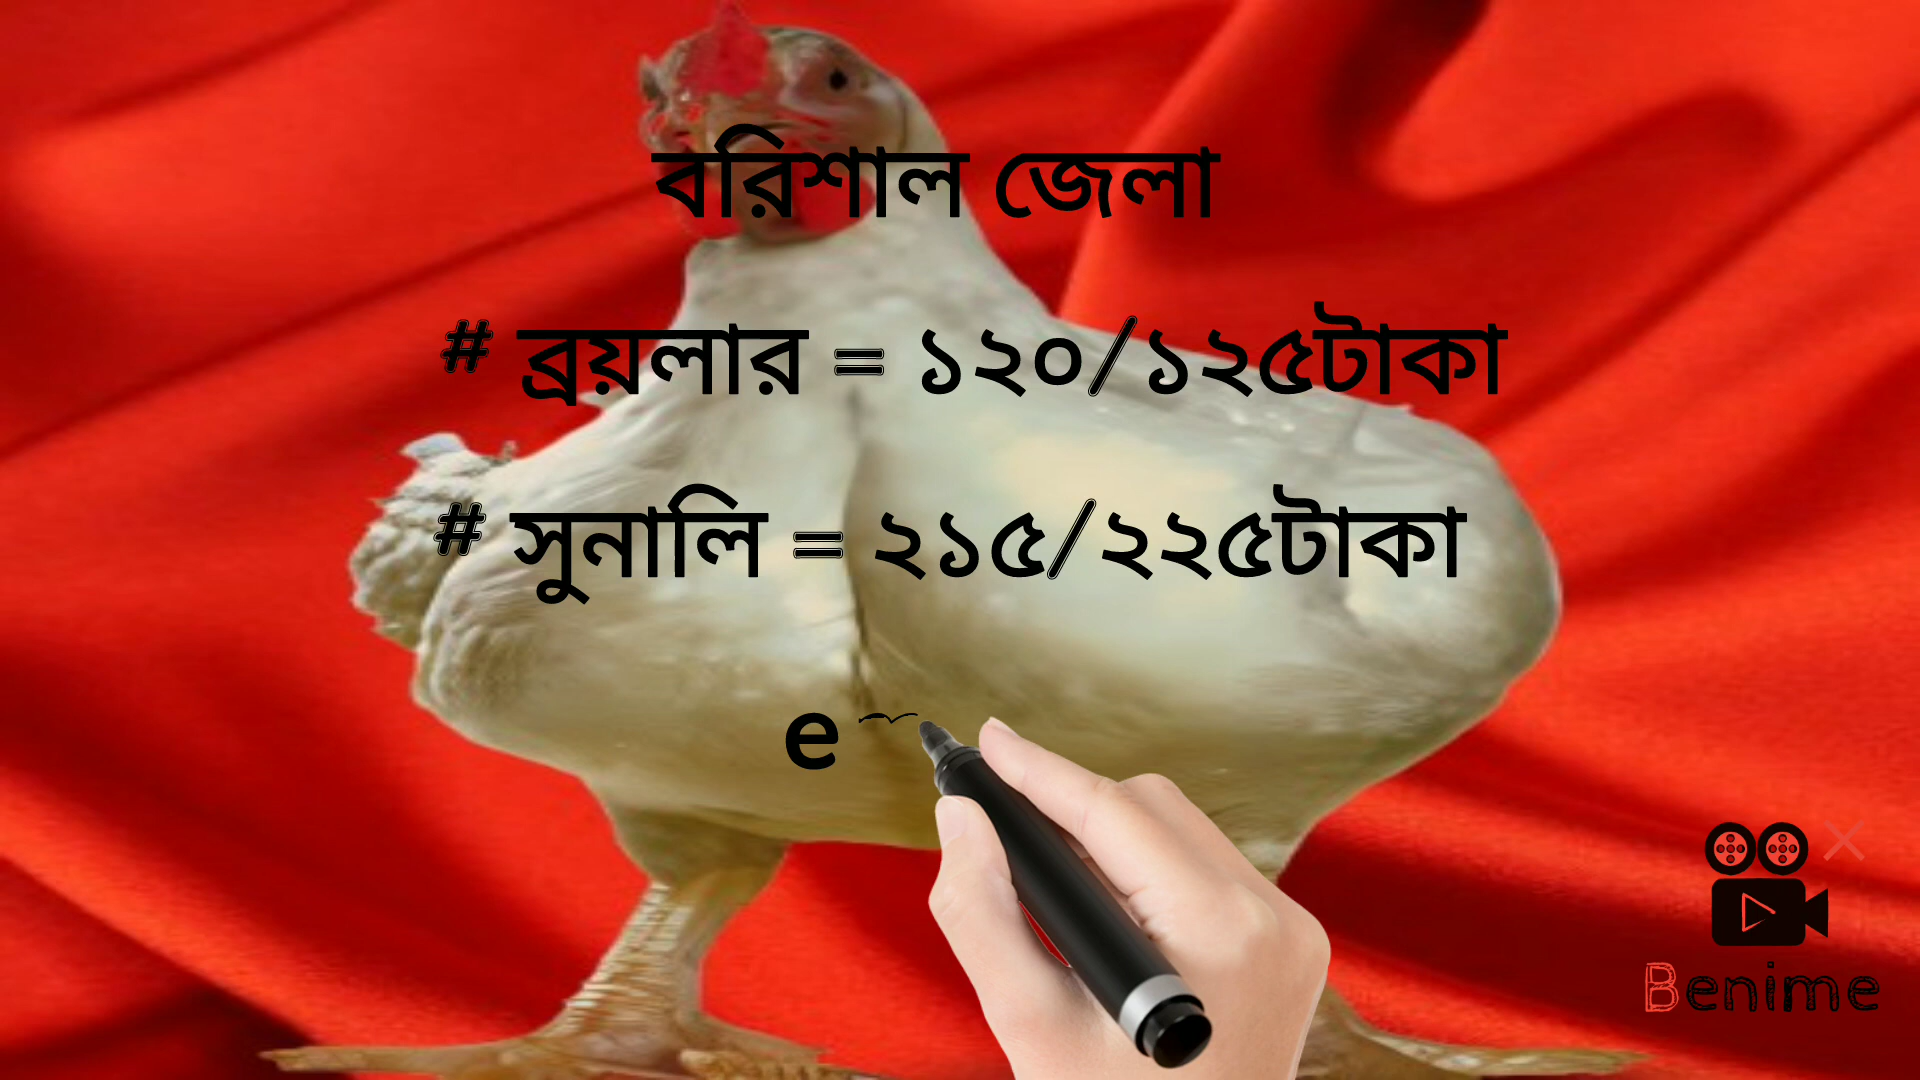 বরিশাল জেলা
# ব্রয়লার = ১২০/১২৫টাকা
# সুনালি = ২১৫/২২৫টাকা
e
Benime